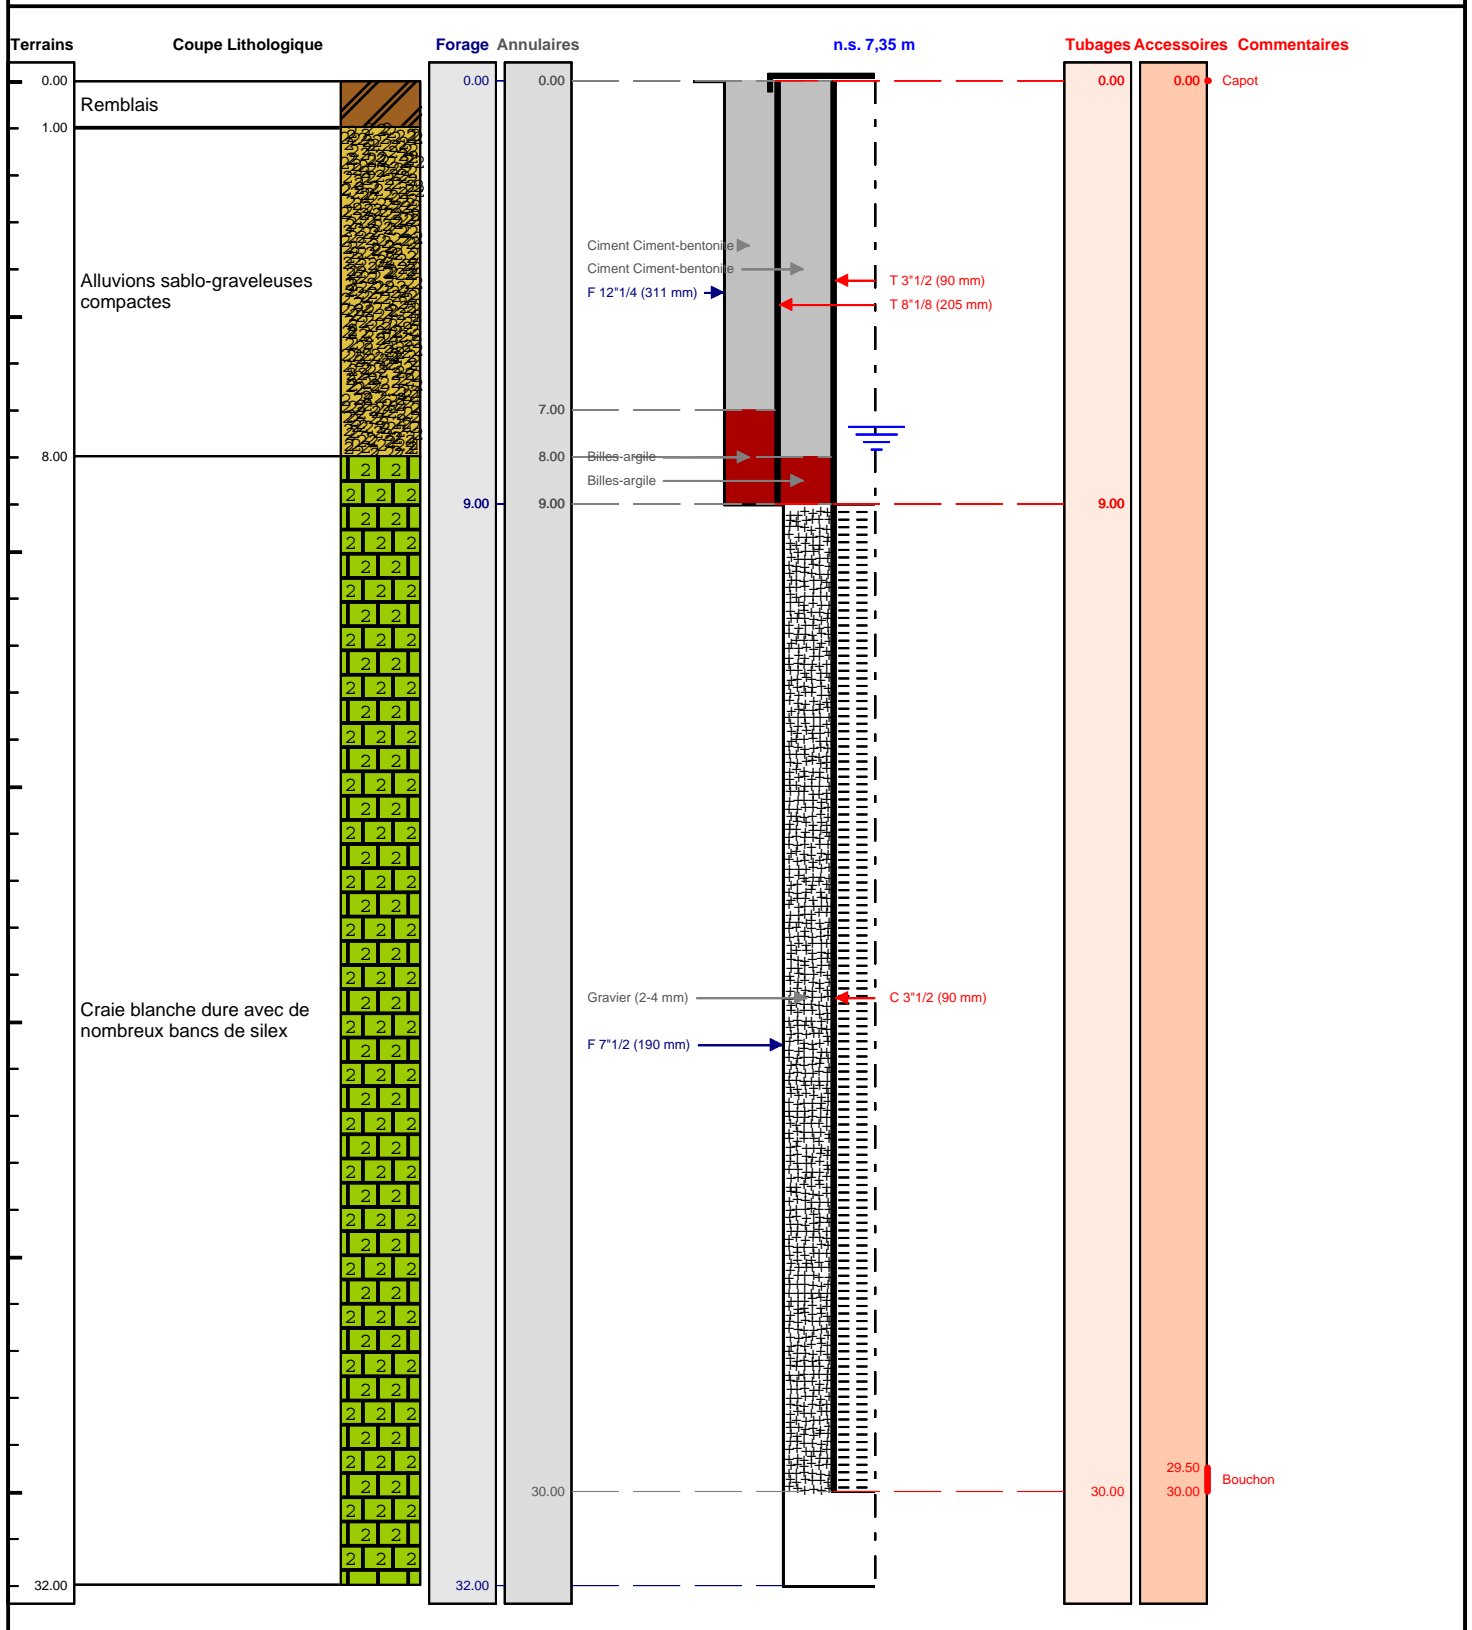 Terrains Coupe Lithologique Forage Annulaires n.s. 7,35 m Tubages Accessoires Commentaires
0.00 0.00 0.00 0.00 0.00 Capot
Remblais
1.00
Ciment Ciment-bentonite
Ciment Ciment-bentonite
Alluvions sablo-graveleuses
compactes
T 3"1/2 (90 mm)
F 12"1/4 (311 mm)
T 8"1/8 (205 mm)
7.00
8.00 8.00 Billes-argile
Billes-argile
9.00 9.00 9.00
Gravier (2-4 mm) C 3"1/2 (90 mm)
Craie blanche dure avec de
nombreux bancs de silex
F 7"1/2 (190 mm)
29.50
Bouchon
30.00 30.00 30.00
32.00 32.00